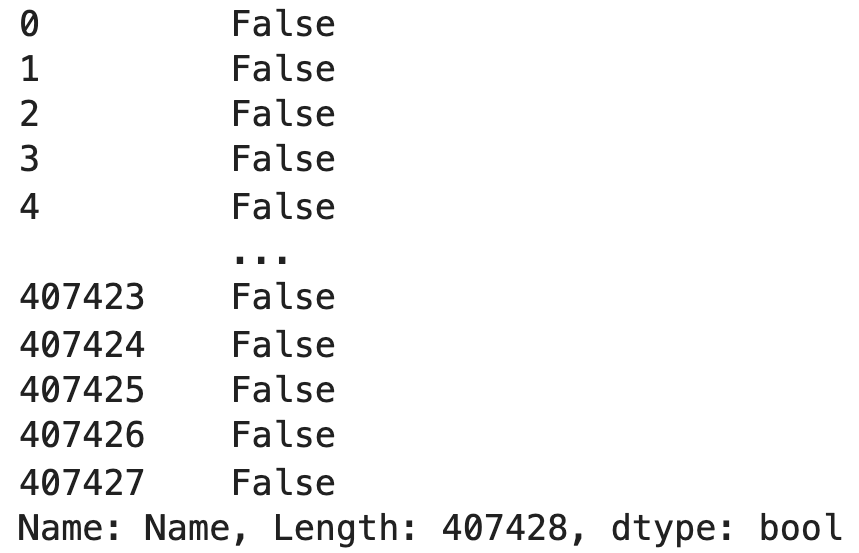 0         False
1         False
2         False
3         False
4         False
          ...
407423    False
407424    False
407425    False
407426    False
407427    False
Name: Name, Length: 407428, dtype: bool